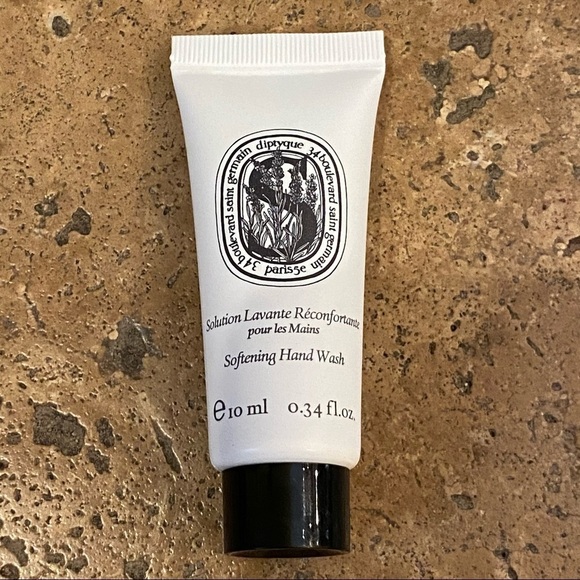 diptyque 34 boulevard saint germain paris5e 34 boulevard saint germain
Solution Lavante Réconfortante
pour les Mains
Softening Hand Wash
e 10 ml 0.34 fl.oz.